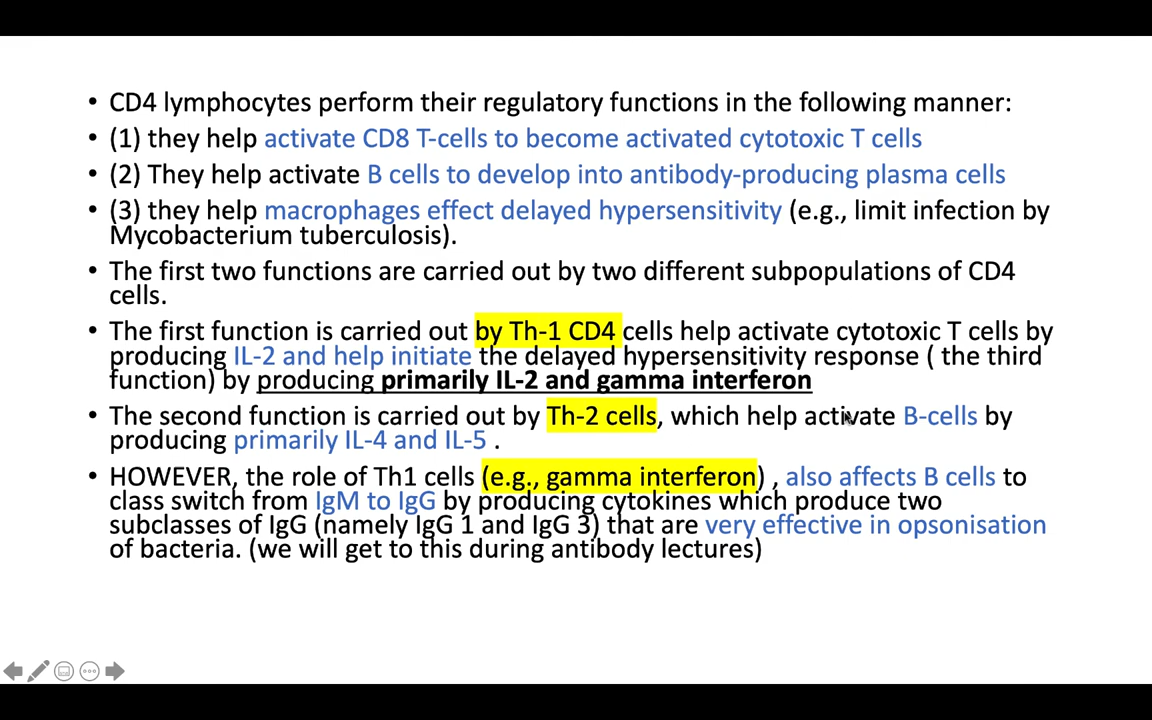 • CD4 lymphocytes perform their regulatory functions in the following manner:
• (1) they help activate CD8 T-cells to become activated cytotoxic T cells
• (2) They help activate B cells to develop into antibody-producing plasma cells
• (3) they help macrophages effect delayed hypersensitivity (e.g., limit infection by
Mycobacterium tuberculosis).
• The first two functions are carried out by two different subpopulations of CD4
cells.
• The first function is carried out by Th-1 CD4 cells help activate cytotoxic T cells by
producing IL-2 and help initiate the delayed hypersensitivity response ( the third
function) by producing primarily IL-2 and gamma interferon
• The second function is carried out by Th-2 cells, which help activate B-cells by
producing primarily IL-4 and IL-5 .
• HOWEVER, the role of Th1 cells (e.g., gamma interferon) , also affects B cells to
class switch from IgM to IgG by producing cytokines which produce two
subclasses of IgG (namely IgG 1 and IgG 3) that are very effective in opsonisation
of bacteria. (we will get to this during antibody lectures)